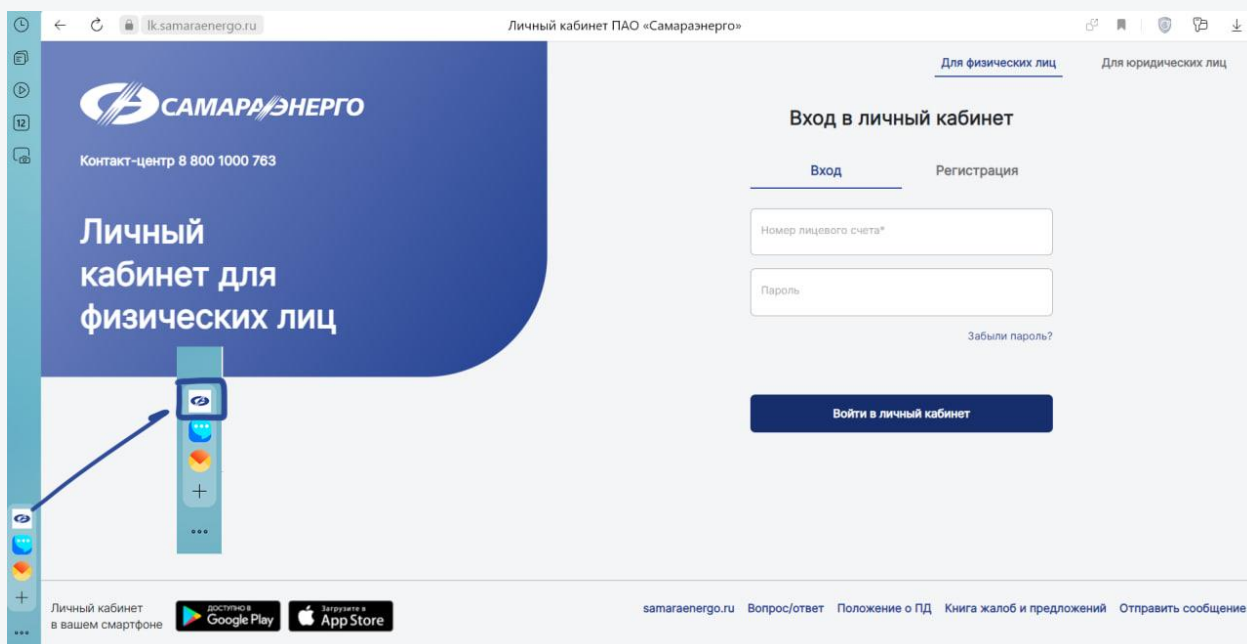 lk.samaraenergo.ru
Личный кабинет ПАО «Самараэнерго»
12
Для физических лиц
Для юридических лиц
САМАРАЭНЕРГО
Контакт-центр 8 800 1000 763
Личный
кабинет для
физических лиц
Вход в личный кабинет
Вход
Регистрация
Номер лицевого счета*
Пароль
Забыли пароль?
Войти в личный кабинет
Личный кабинет
в вашем смартфоне
ДОСТУПНО В
Google Play
Загрузите в
App Store
samaraenergo.ru
Вопрос/ответ
Положение о ПД
Книга жалоб и предложений
Отправить сообщение